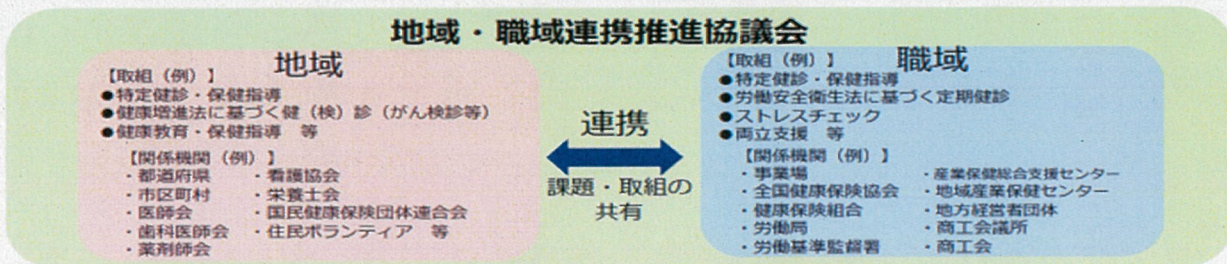 地域・職域連携推進協議会
地域
【取組（例）】
●特定健診・保健指導
●健康増進法に基づく健（検）診（がん検診等）
●健康教育・保健指導　等
【関係機関（例）】
・都道府県　・看護協会
・市区町村　・栄養士会
・医師会　・国民健康保険団体連合会
・歯科医師会　・住民ボランティア　等
・薬剤師会
連携
課題・取組の
共有
職域
【取組（例）】
●特定健診・保健指導
●労働安全衛生法に基づく定期健診
●ストレスチェック
●両立支援　等
【関係機関（例）】
・事業場　・産業保健総合支援センター
・全国健康保険協会　・地域産業保健センター
・健康保険組合　・地方経営者団体
・労働局　・商工会議所
・労働基準監督署　・商工会